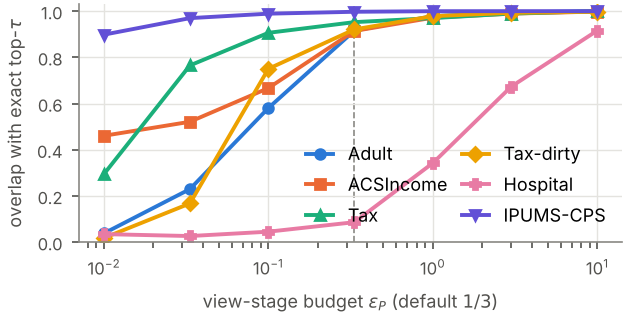 overlap with exact top-τ
1.0
0.8
0.6
0.4
0.2
0.0
Adult
ACSIncome
Tax
Tax-dirty
Hospital
IPUMS-CPS
10⁻²
10⁻¹
10⁰
10¹
view-stage budget ε_P (default 1/3)